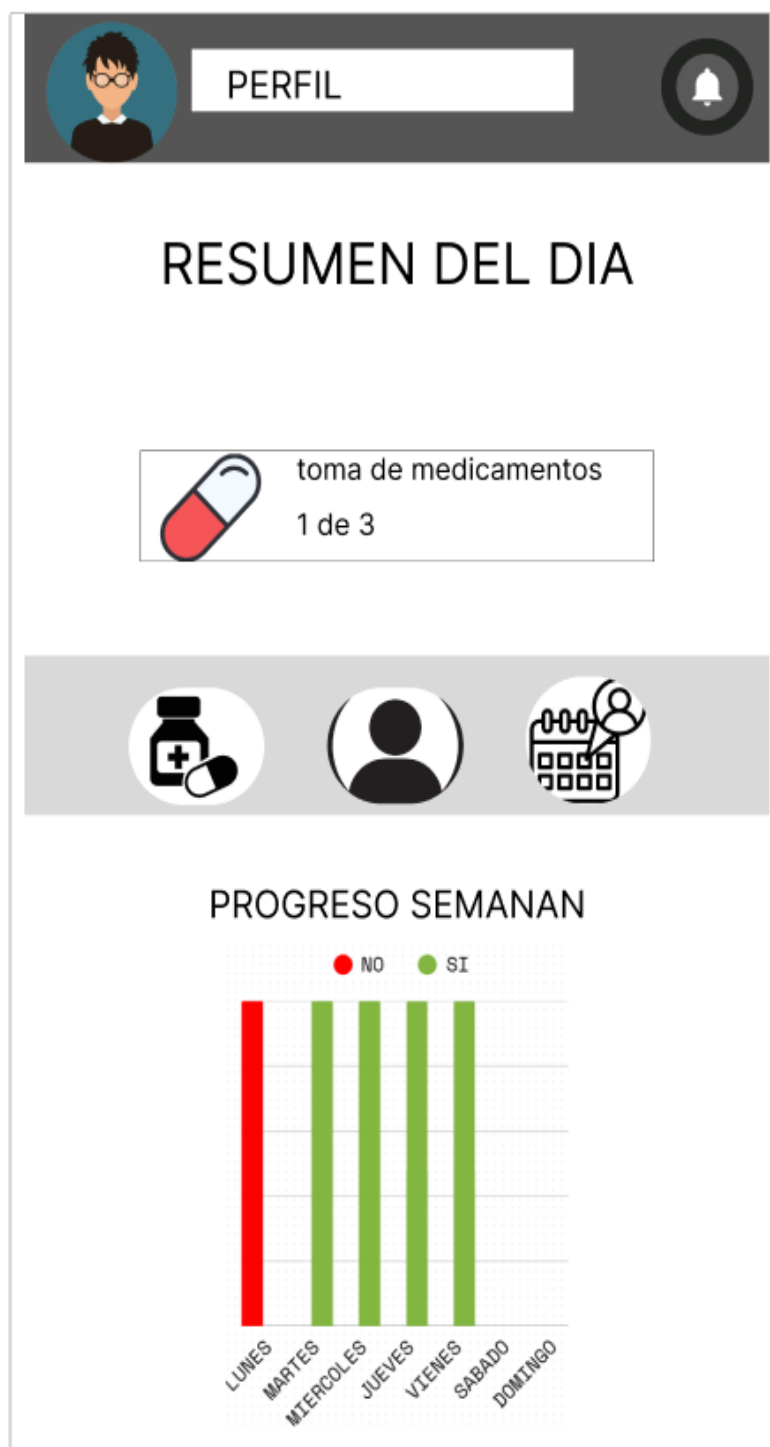 PERFIL
RESUMEN DEL DIA
toma de medicamentos
1 de 3
PROGRESO SEMANAN
NO SI
LUNES
MARTES
MIERCOLES
JUEVES
VIENES
SABADO
DOMINGO